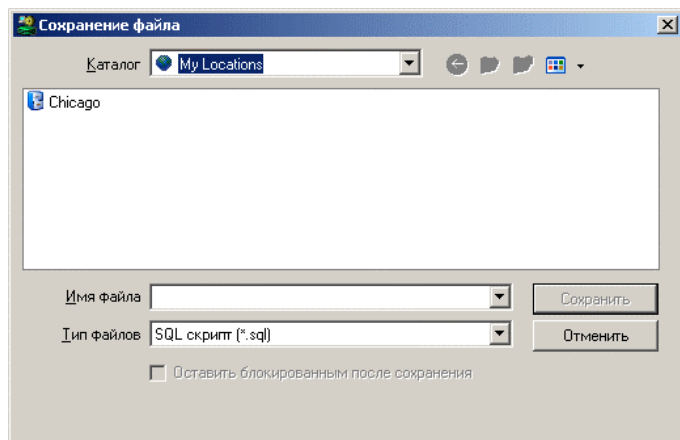 Сохранение файла
Каталог My Locations
Chicago
Имя файла Сохранить
Тип файлов SQL скрипт (*.sql) Отменить
Оставить блокированным после сохранения